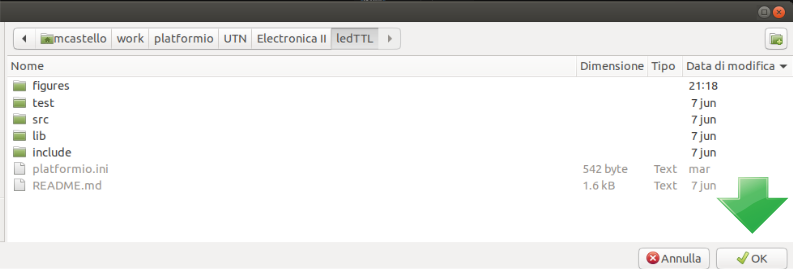 mcastello work platformio UTN Electronica II ledTTL
Nome Dimensione Tipo Data di modifica
figures 21:18
test 7 jun
src 7 jun
lib 7 jun
include 7 jun
platformio.ini 542 byte Text mar
README.md 1.6 kB Text 7 jun
Annulla OK